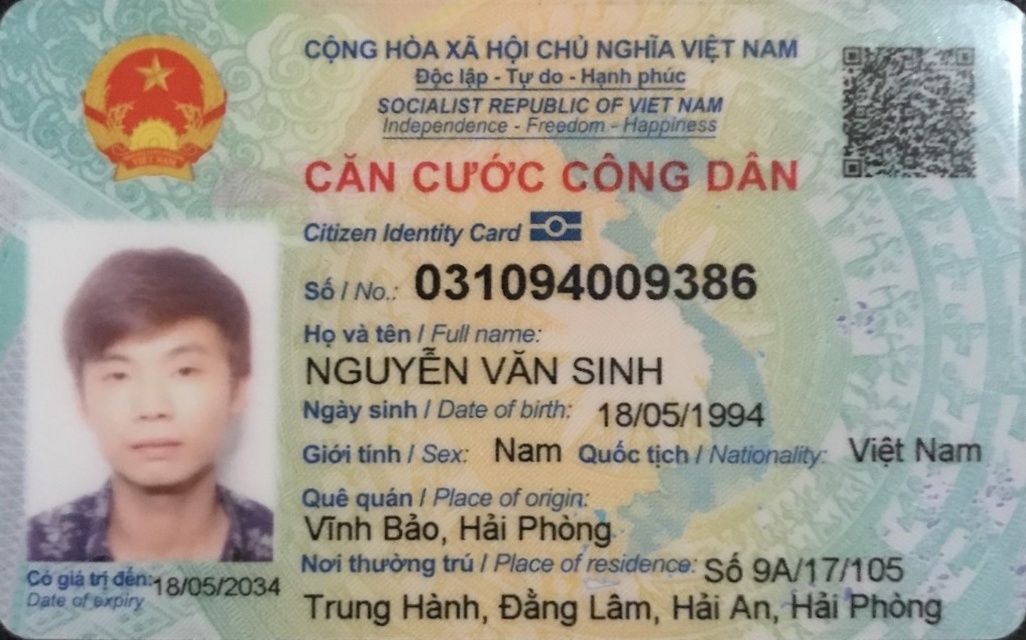 CỘNG HÒA XÃ HỘI CHỦ NGHĨA VIỆT NAM
Độc lập - Tự do - Hạnh phúc
SOCIALIST REPUBLIC OF VIET NAM
Independence - Freedom - Happiness
CĂN CƯỚC CÔNG DÂN
Citizen Identity Card
Số / No.: 031094009386
Họ và tên / Full name:
NGUYỄN VĂN SINH
Ngày sinh / Date of birth: 18/05/1994
Giới tính / Sex: Nam Quốc tịch / Nationality: Việt Nam
Quê quán / Place of origin:
Vĩnh Bảo, Hải Phòng
Nơi thường trú / Place of residence: Số 9A/17/105
Trung Hành, Đằng Lâm, Hải An, Hải Phòng
Có giá trị đến: 18/05/2034
Date of expiry
VIỆT NAM